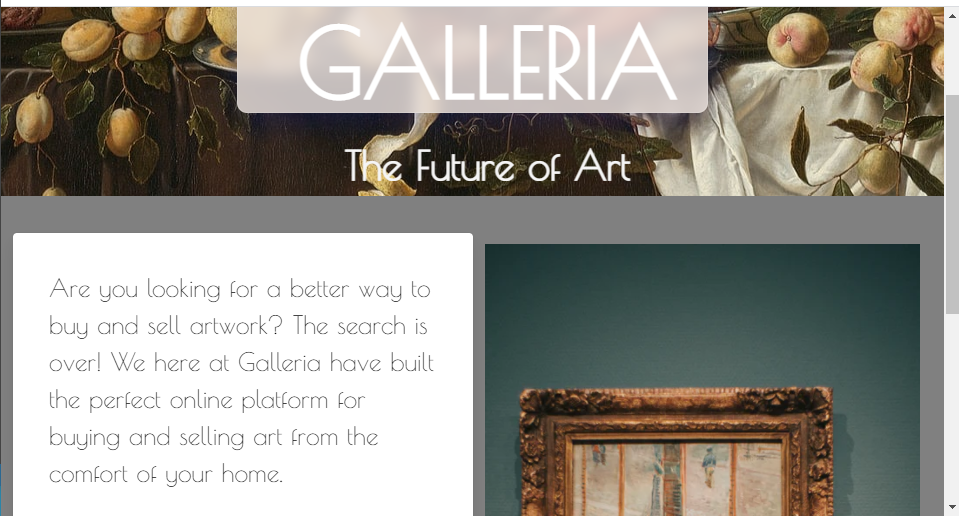 GALLERIA
The Future of Art
Are you looking for a better way to
buy and sell artwork? The search is
over! We here at Galleria have built
the perfect online platform for
buying and selling art from the
comfort of your home.